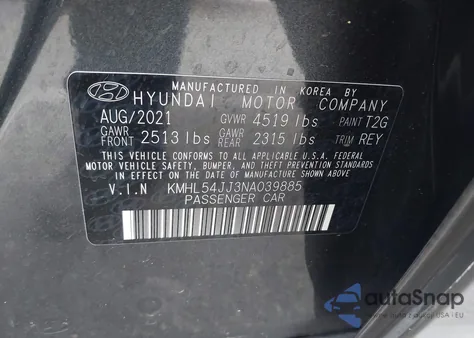 MANUFACTURED IN KOREA BY
HYUNDAI MOTOR COMPANY
AUG/2021 GVWR 4519 lbs PAINT T2G
GAWR FRONT 2513 lbs GAWR REAR 2315 lbs TRIM REY
THIS VEHICLE CONFORMS TO ALL APPLICABLE U.S. FEDERAL
MOTOR VEHICLE SAFETY, BUMPER, AND THEFT PREVENTION
STANDARDS IN EFFECT ON THE DATE OF MANUFACTURE
SHOWN ABOVE.
V.I.N KMHL54JJ3NA039885
PASSENGER CAR
autoSnap